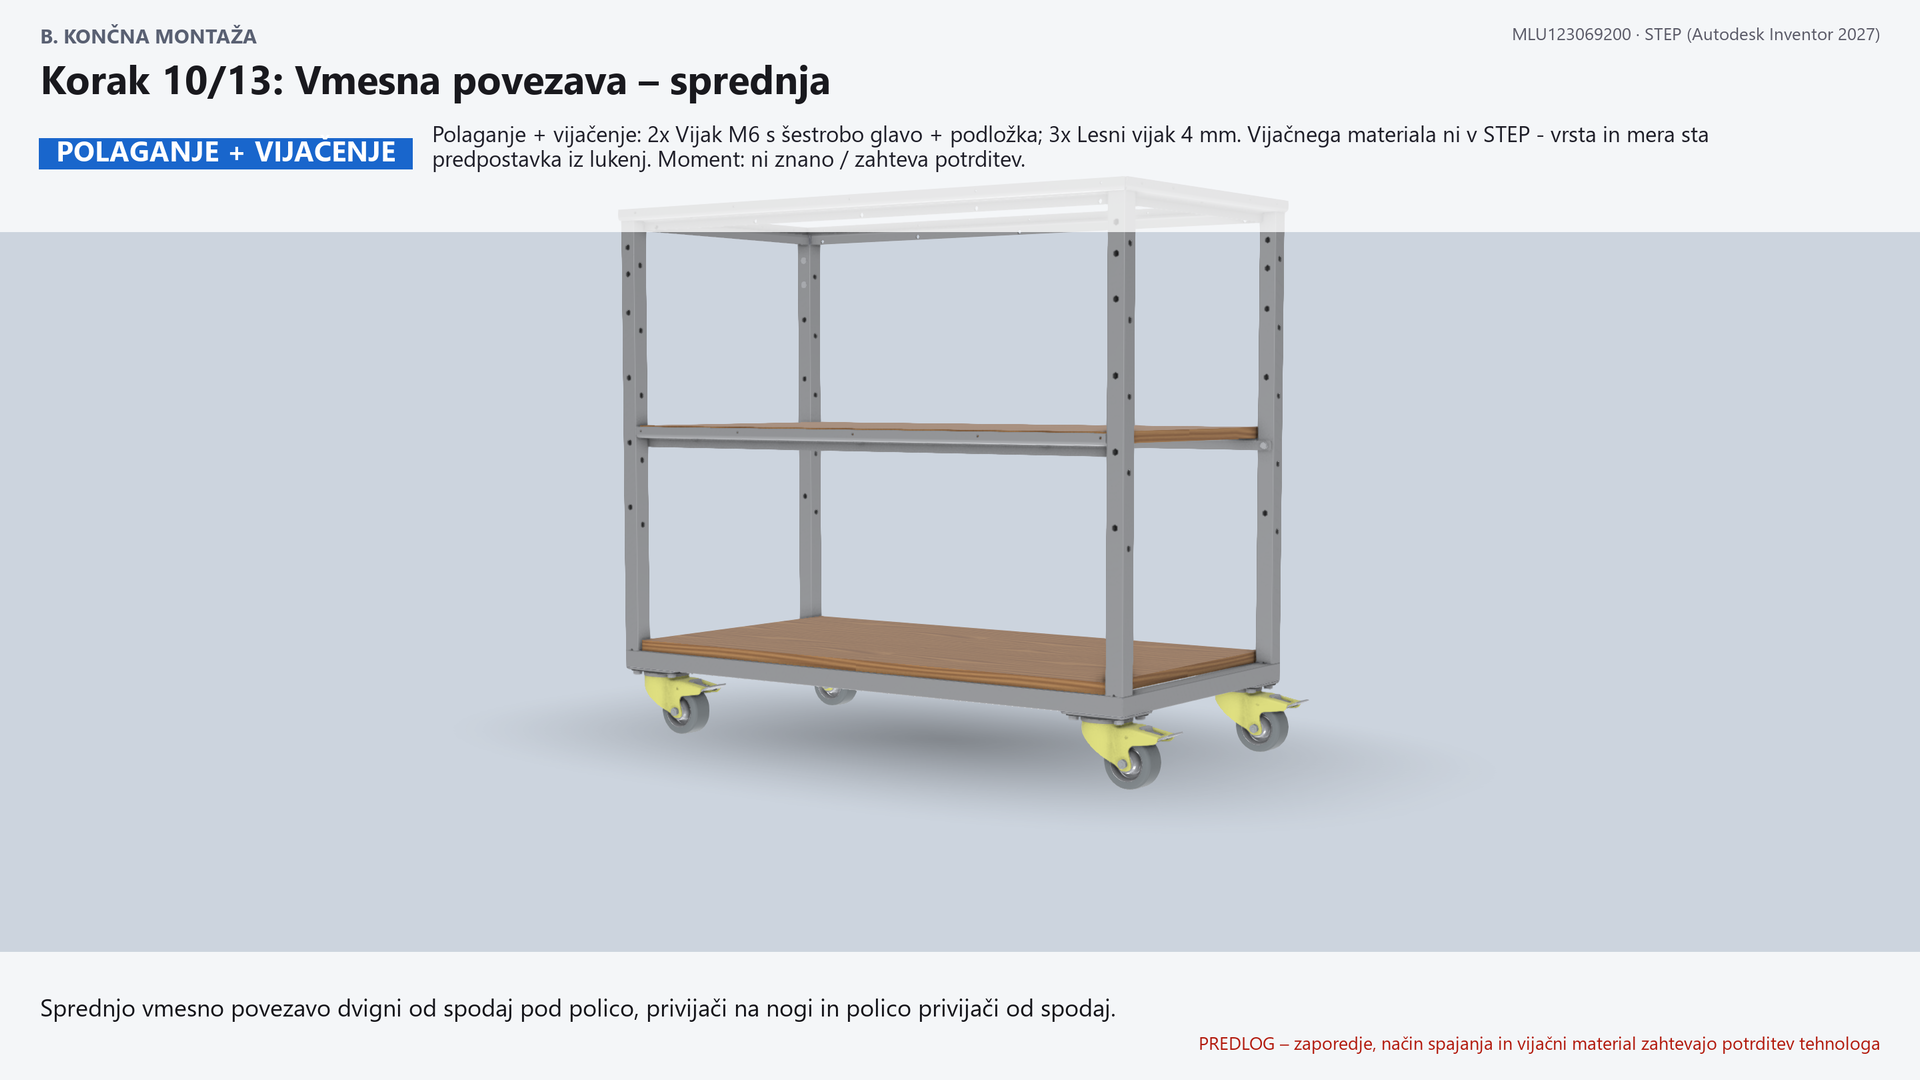 B. KONČNA MONTAŽA
MLU123069200 · STEP (Autodesk Inventor 2027)
Korak 10/13: Vmesna povezava – sprednja
POLAGANJE + VIJAČENJE
Polaganje + vijačenje: 2x Vijak M6 s šestrobo glavo + podložka; 3x Lesni vijak 4 mm. Vijačnega materiala ni v STEP - vrsta in mera sta
predpostavka iz lukenj. Moment: ni znano / zahteva potrditev.
Sprednjo vmesno povezavo dvigni od spodaj pod polico, privijači na nogi in polico privijači od spodaj.
PREDLOG – zaporedje, način spajanja in vijačni material zahtevajo potrditev tehnologa